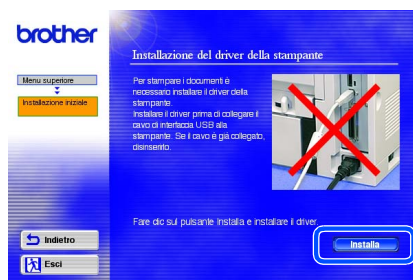 brother
Installazione del driver della stampante
Menu superiore
Installazione iniziale
Per stampare i documenti è
necessario installare il driver della
stampante.
Installare il driver prima di collegare il
cavo di interfaccia USB alla
stampante. Se il cavo è già collegato,
disinserirlo.
Fare clic sul pulsante Installa e installare il driver.
Indietro
Installa
Esci